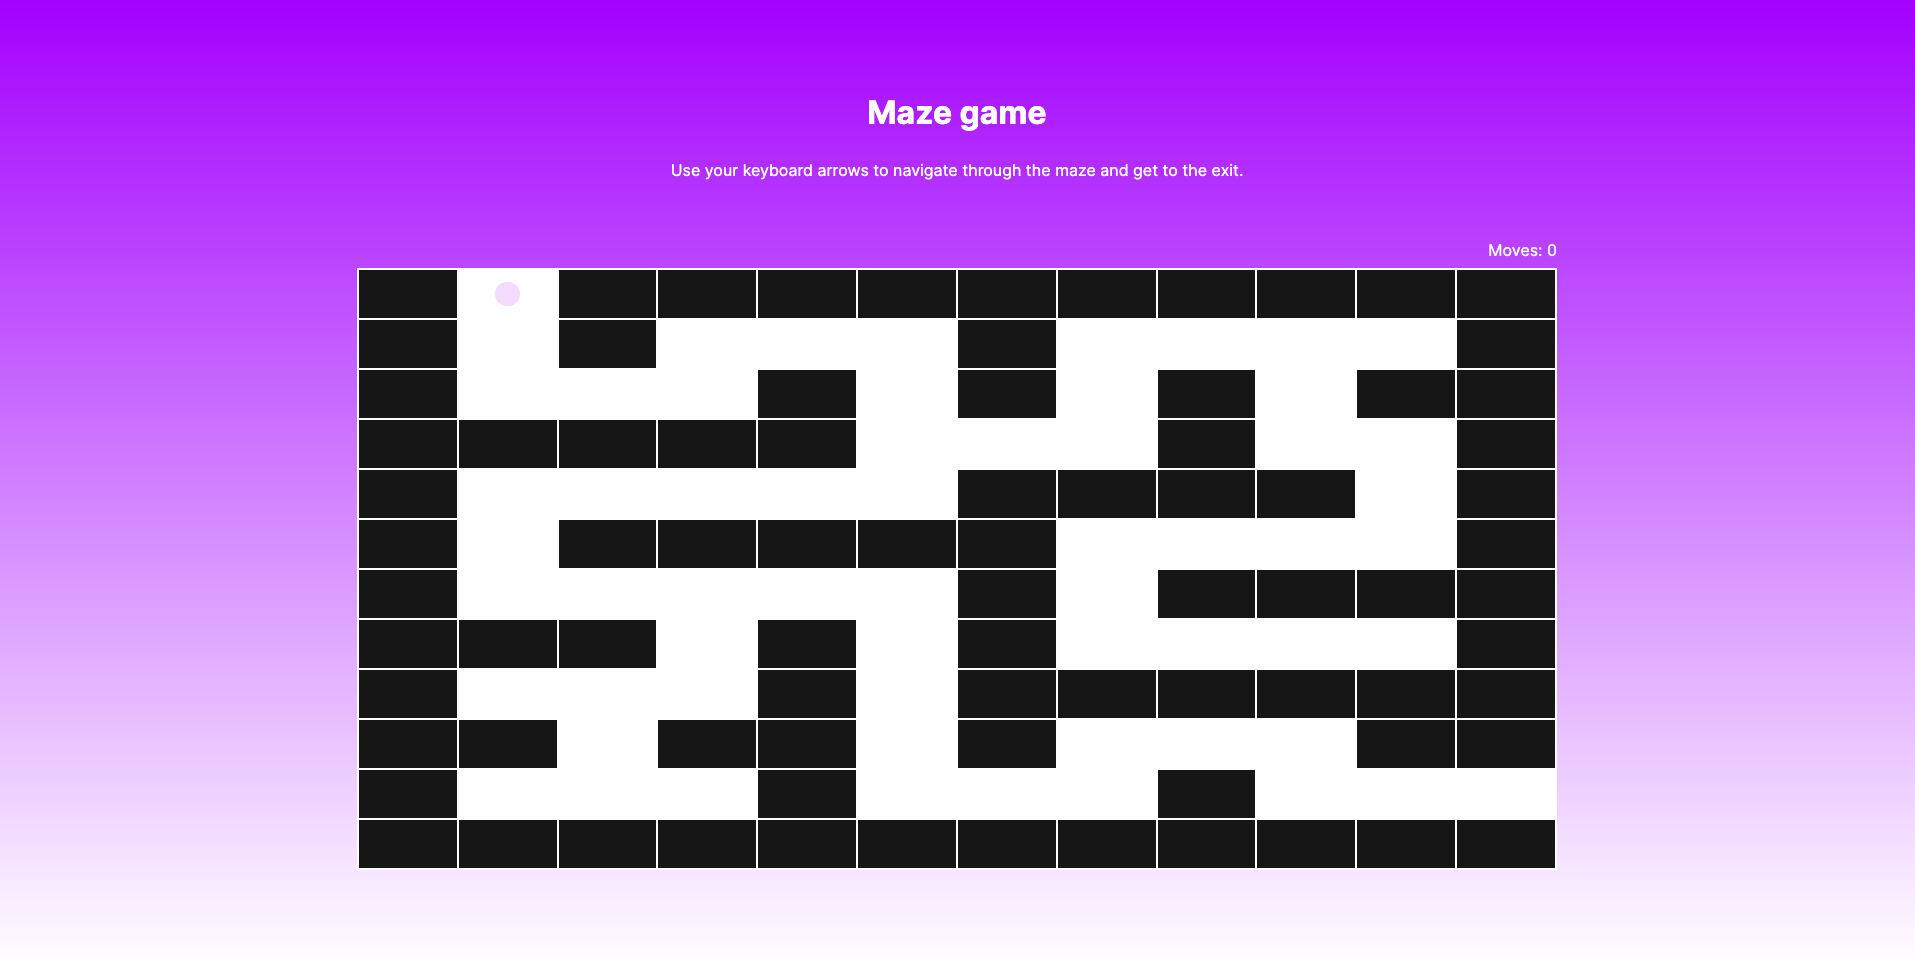 Maze game
Use your keyboard arrows to navigate through the maze and get to the exit.
Moves: 0